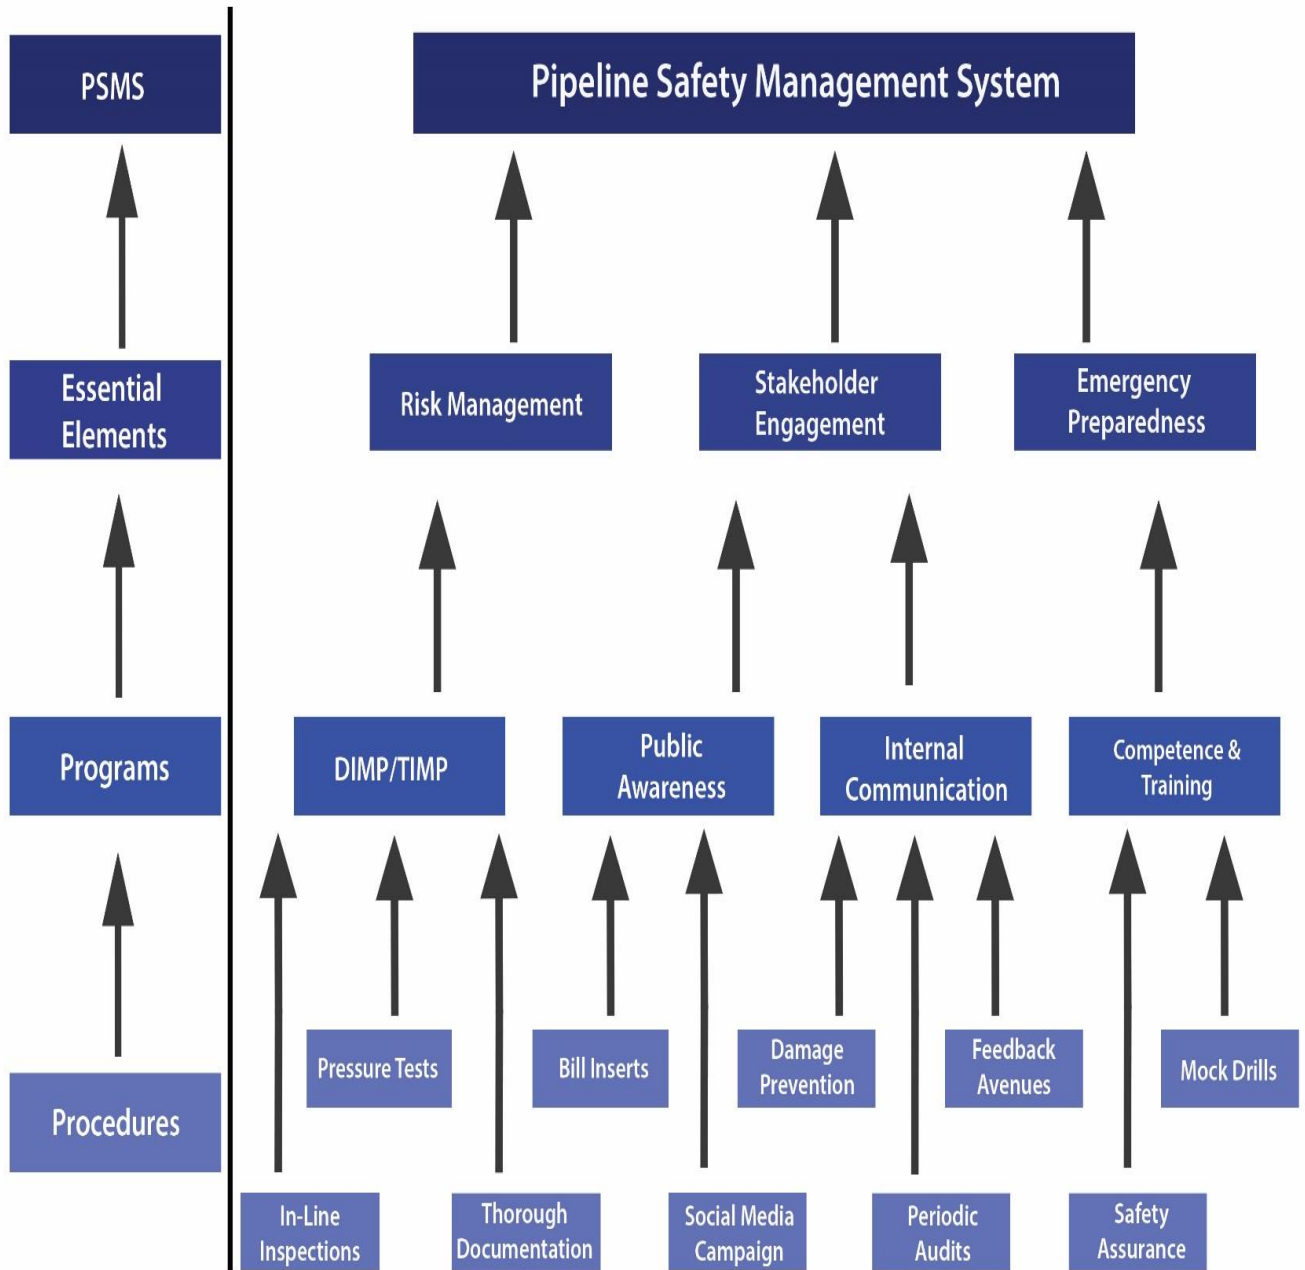 PSMS
Pipeline Safety Management System
Essential
Elements
Risk Management
Stakeholder
Engagement
Emergency
Preparedness
Programs
DIMP/TIMP
Public
Awareness
Internal
Communication
Competence &
Training
Procedures
Pressure Tests
Bill Inserts
Damage
Prevention
Feedback
Avenues
Mock Drills
In-Line
Inspections
Thorough
Documentation
Social Media
Campaign
Periodic
Audits
Safety
Assurance